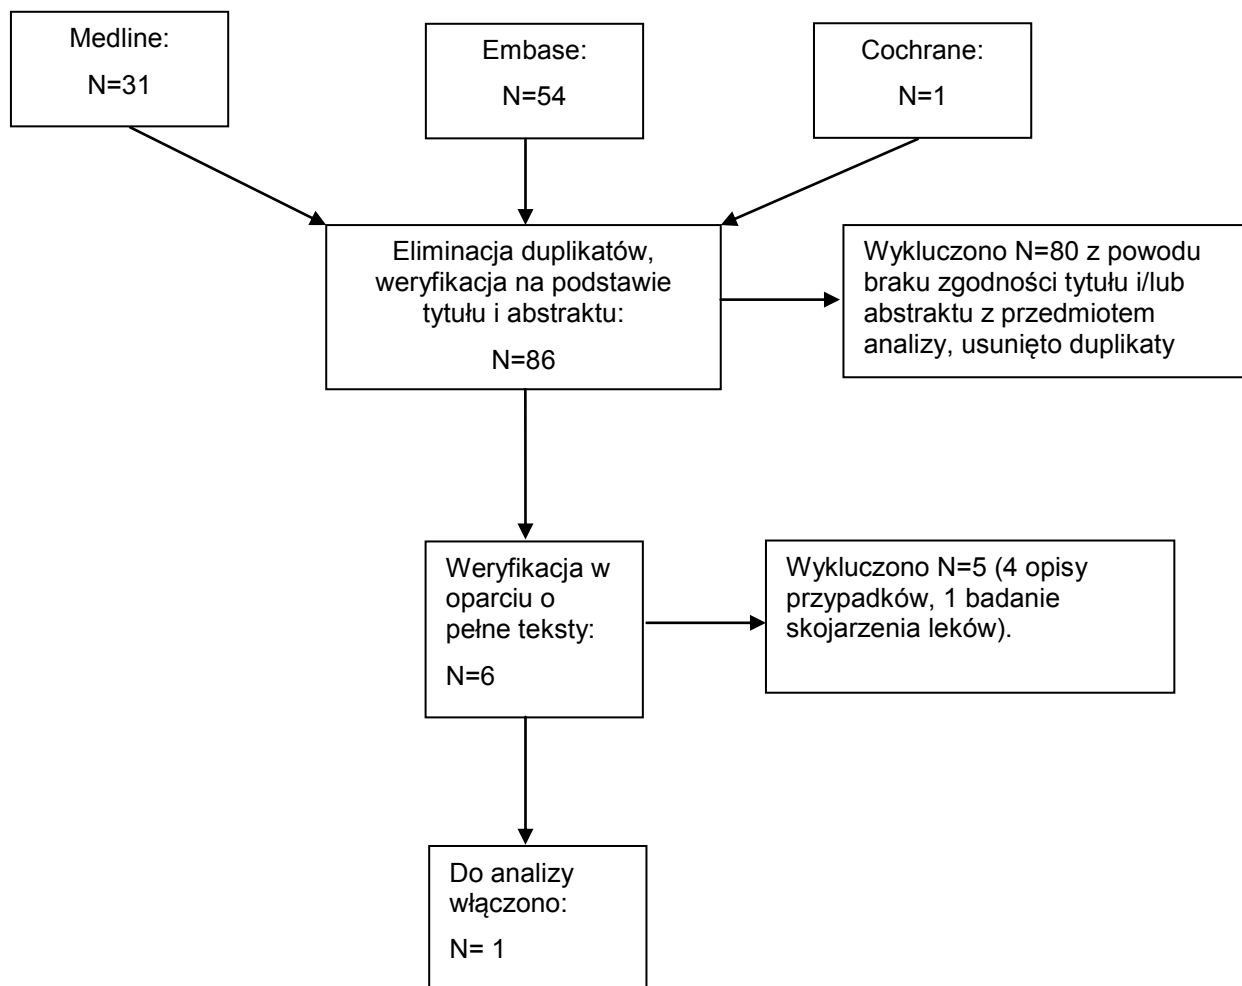 Medline:
N=31
Embase:
N=54
Cochrane:
N=1
Eliminacja duplikatów,
weryfikacja na podstawie
tytułu i abstraktu:
N=86
Wykluczono N=80 z powodu
braku zgodności tytułu i/lub
abstraktu z przedmiotem
analizy, usunięto duplikaty
Weryfikacja w
oparciu o
pełne teksty:
N=6
Wykluczono N=5 (4 opisy
przypadków, 1 badanie
skojarzenia leków).
Do analizy
włączono:
N= 1